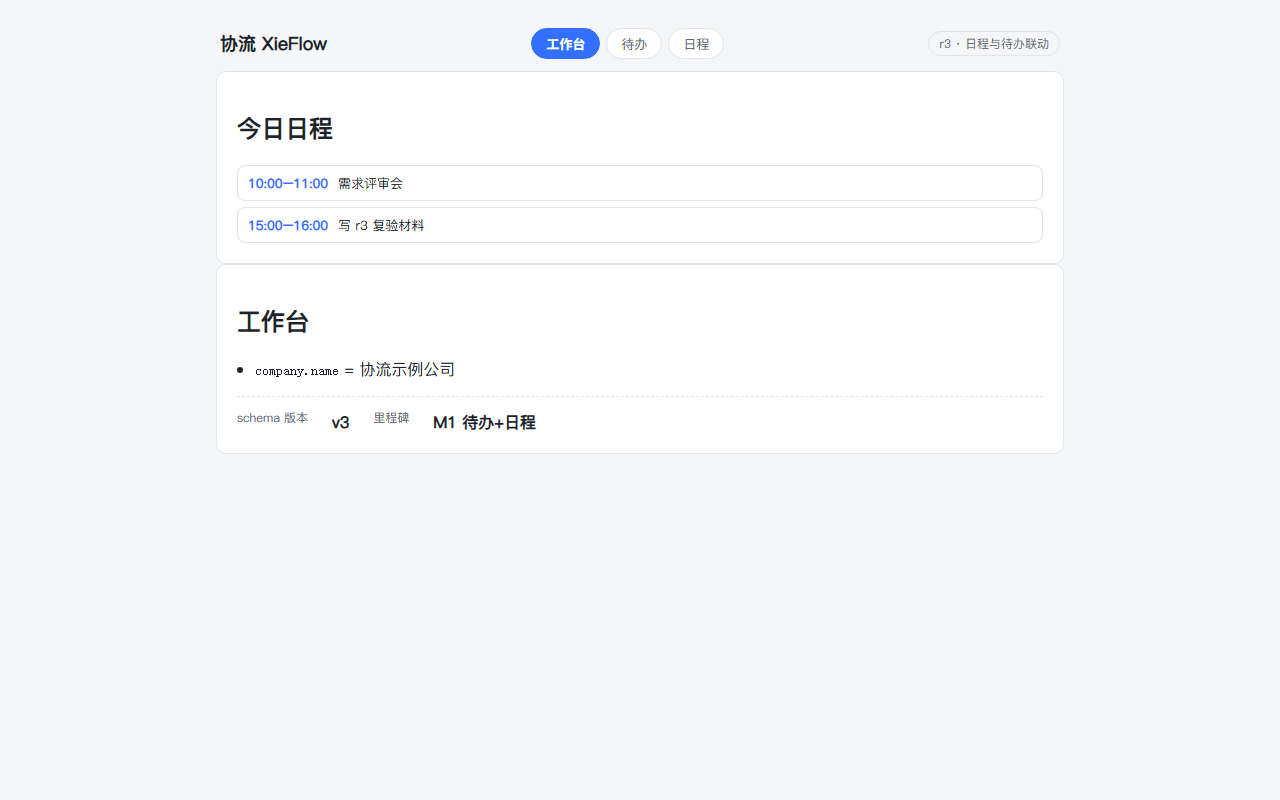 协流 XieFlow 工作台 待办 日程 r3 · 日程与待办联动
今日日程
10:00—11:00 需求评审会
15:00—16:00 写 r3 复验材料
工作台
company.name = 协流示例公司
schema 版本 v3 里程碑 M1 待办+日程